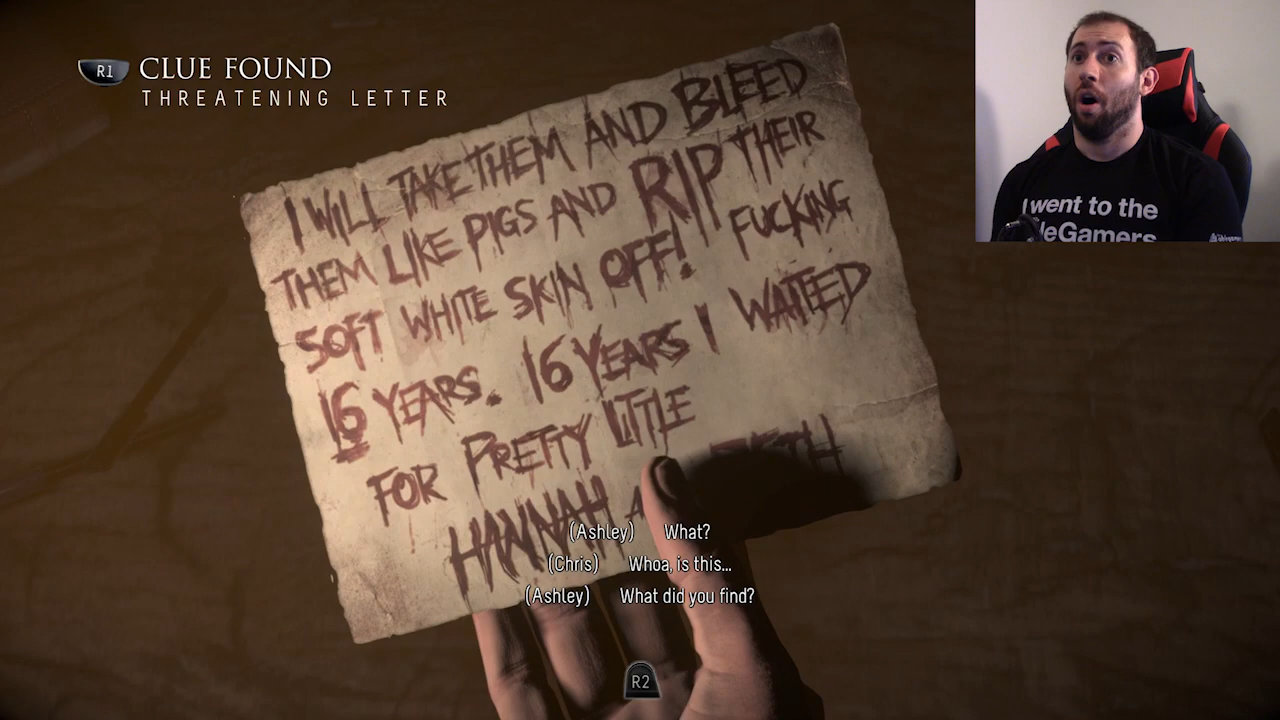 R1 CLUE FOUND
THREATENING LETTER
I WILL TAKE THEM AND BLEED
THEM LIKE PIGS AND RIP THEIR
SOFT WHITE SKIN OFF! FUCKING
16 YEARS. 16 YEARS I WAITED
FOR PRETTY LITTLE
HANNAH
(Ashley) What?
(Chris) Whoa, is this...
(Ashley) What did you find?
R2
I went to the